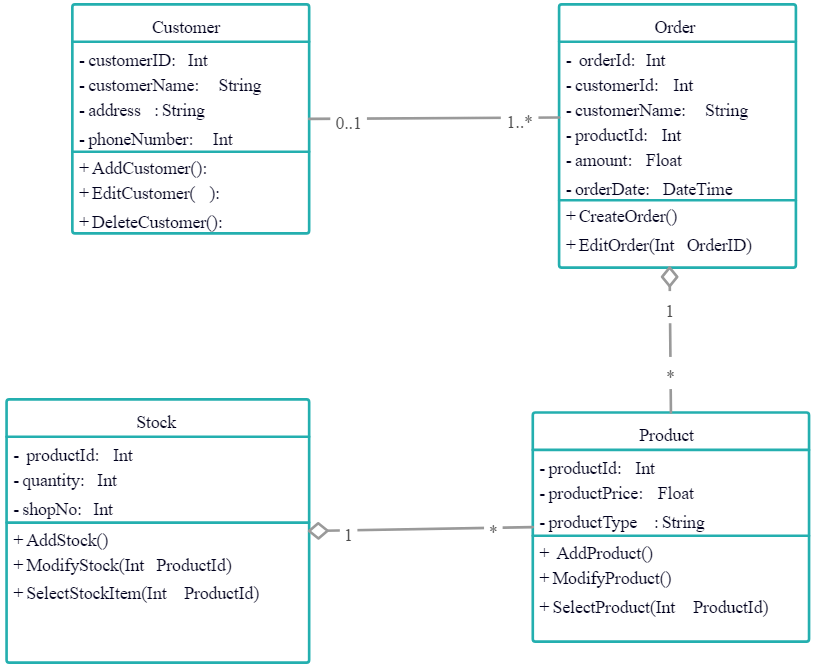 Customer
- customerID: Int
- customerName: String
- address : String
- phoneNumber: Int
+ AddCustomer():
+ EditCustomer( ):
+ DeleteCustomer():
0..1
1..*
Order
- orderId: Int
- customerId: Int
- customerName: String
- productId: Int
- amount: Float
- orderDate: DateTime
+ CreateOrder()
+ EditOrder(Int OrderID)
1
*
Stock
- productId: Int
- quantity: Int
- shopNo: Int
+ AddStock()
+ ModifyStock(Int ProductId)
+ SelectStockItem(Int ProductId)
1
*
Product
- productId: Int
- productPrice: Float
- productType : String
+ AddProduct()
+ ModifyProduct()
+ SelectProduct(Int ProductId)